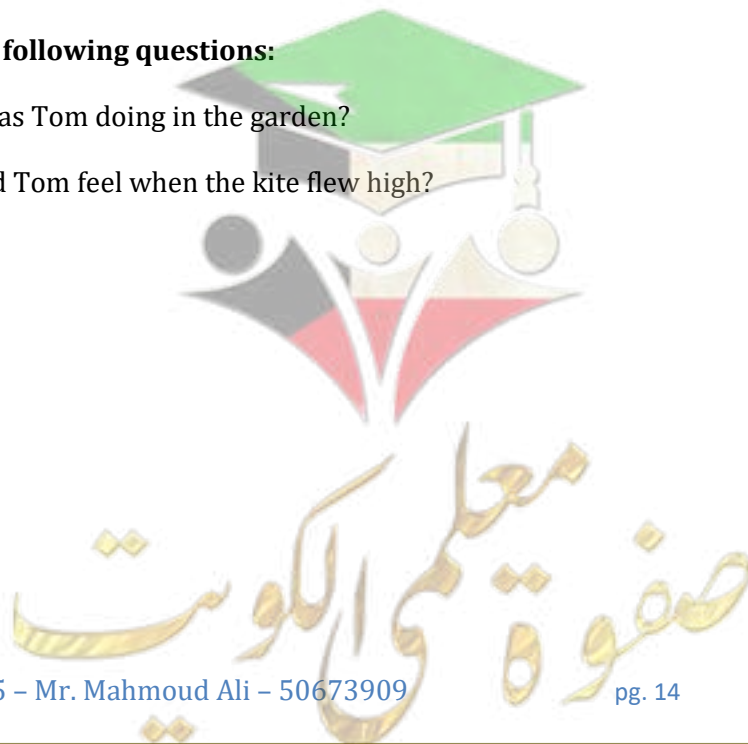 following questions:
as Tom doing in the garden?
d Tom feel when the kite flew high?
صفوة معلمى الكويت
5 – Mr. Mahmoud Ali – 50673909 pg. 14